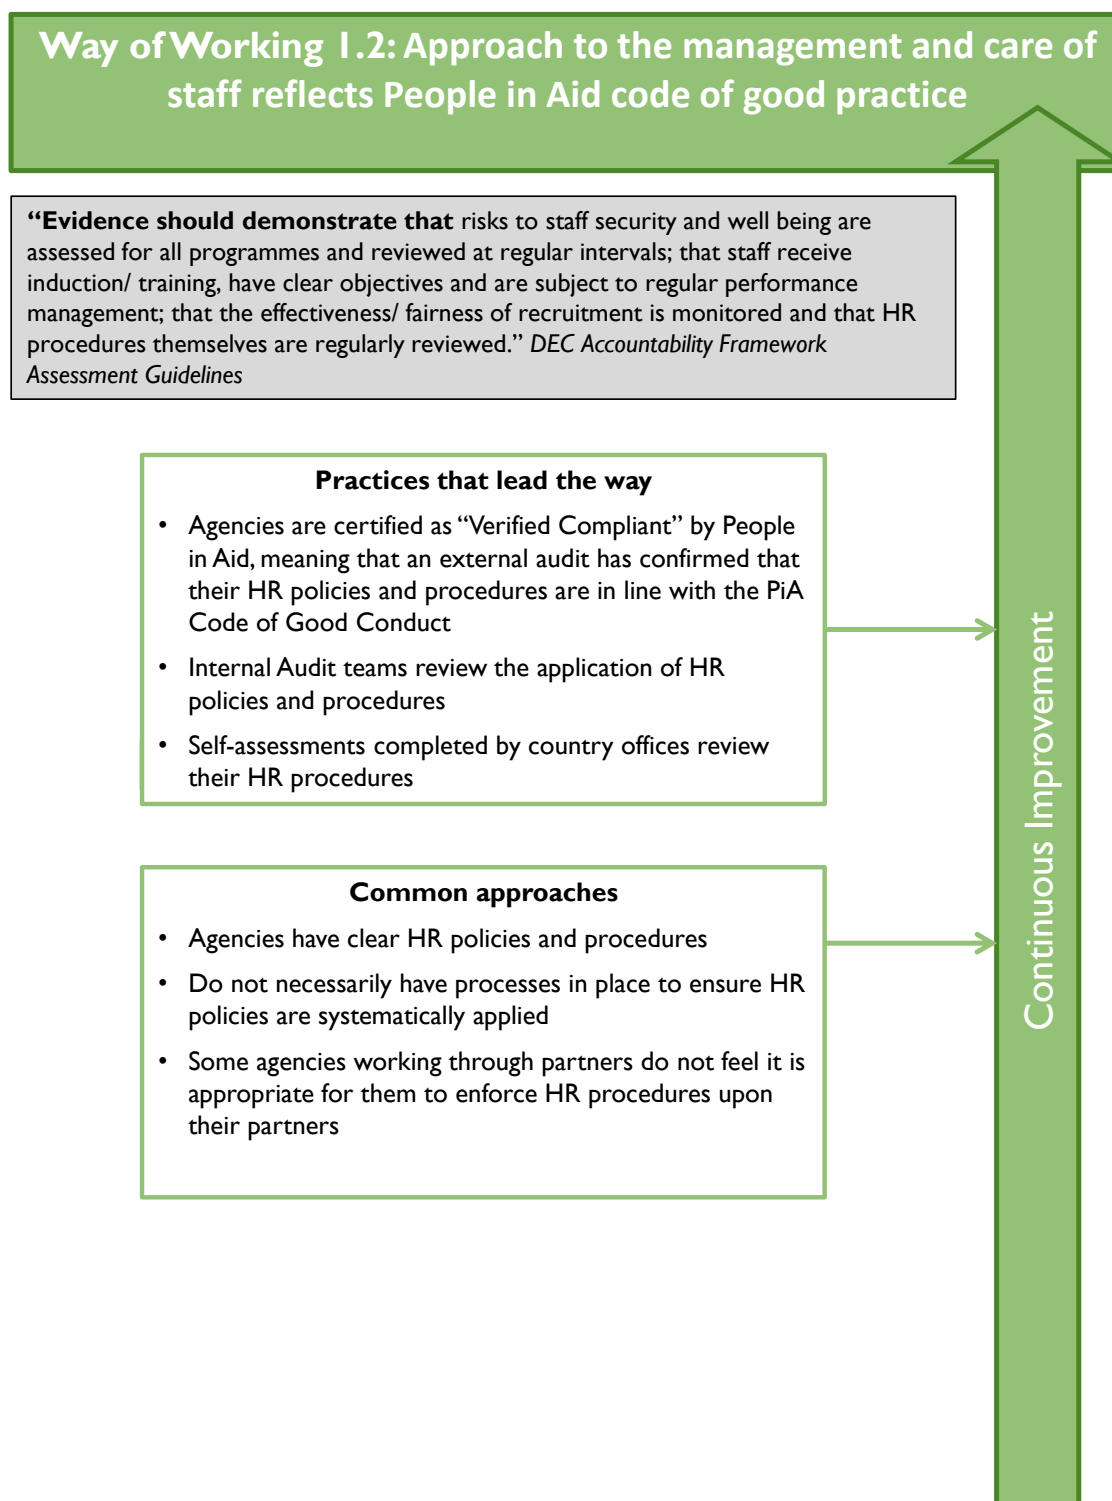 Way of Working 1.2: Approach to the management and care of
staff reflects People in Aid code of good practice
“Evidence should demonstrate that risks to staff security and well being are
assessed for all programmes and reviewed at regular intervals; that staff receive
induction/ training, have clear objectives and are subject to regular performance
management; that the effectiveness/ fairness of recruitment is monitored and that HR
procedures themselves are regularly reviewed.” DEC Accountability Framework
Assessment Guidelines
Practices that lead the way
• Agencies are certified as “Verified Compliant” by People
in Aid, meaning that an external audit has confirmed that
their HR policies and procedures are in line with the PiA
Code of Good Conduct
• Internal Audit teams review the application of HR
policies and procedures
• Self-assessments completed by country offices review
their HR procedures
Common approaches
• Agencies have clear HR policies and procedures
• Do not necessarily have processes in place to ensure HR
policies are systematically applied
• Some agencies working through partners do not feel it is
appropriate for them to enforce HR procedures upon
their partners
Continuous Improvement